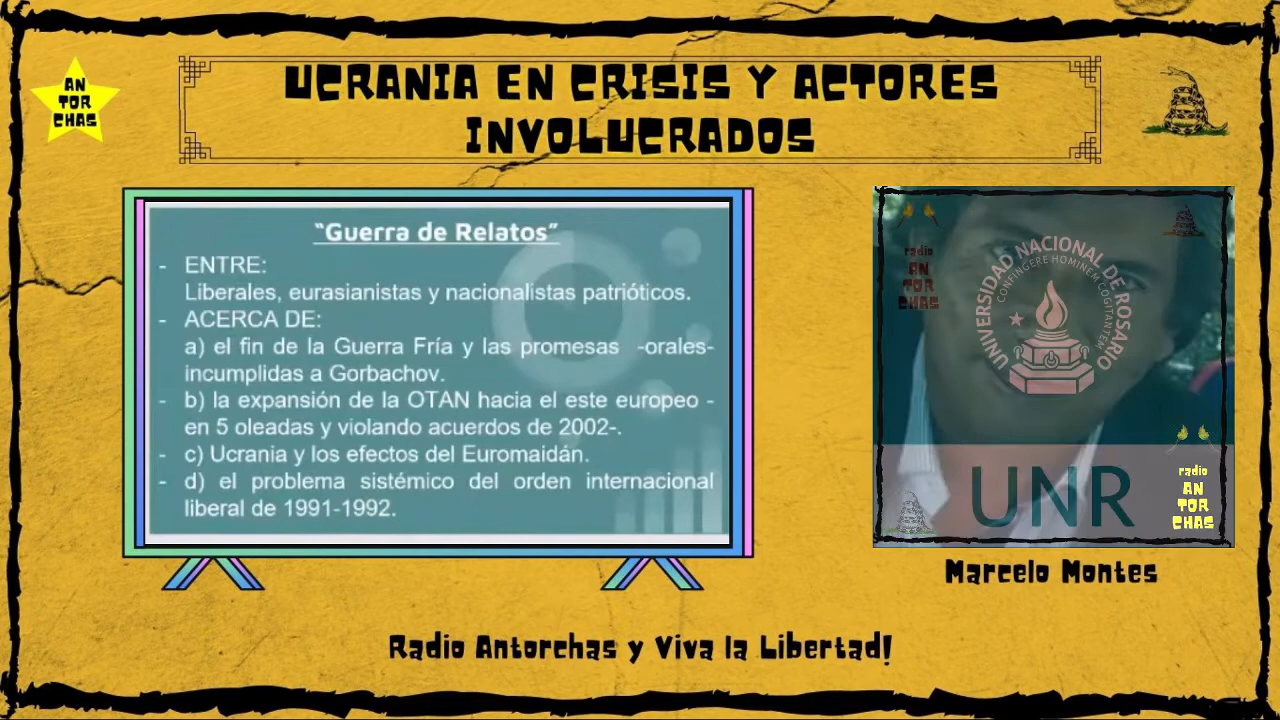 UCRANIA EN CRISIS Y ACTORES
INVOLUCRADOS
AN
TOR
CHAS
“Guerra de Relatos”
- ENTRE:
Liberales, eurasianistas y nacionalistas patrióticos.
- ACERCA DE:
a) el fin de la Guerra Fría y las promesas -orales-
incumplidas a Gorbachov.
- b) la expansión de la OTAN hacia el este europeo -
en 5 oleadas y violando acuerdos de 2002-.
- c) Ucrania y los efectos del Euromaidán.
- d) el problema sistémico del orden internacional
liberal de 1991-1992.
radio
AN
TOR
CHAS
UNIVERSIDAD NACIONAL DE ROSARIO
CONFINGERE HOMINEM COGITANTEM
UNR
radio
AN
TOR
CHAS
Marcelo Montes
Radio Antorchas y Viva la Libertad!